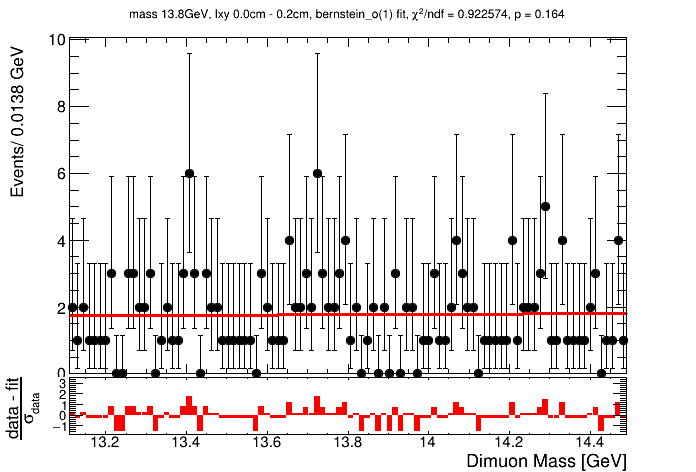 mass 13.8GeV, lxy 0.0cm - 0.2cm, bernstein_o(1) fit, χ²/ndf = 0.922574, p = 0.164
Events/ 0.0138 GeV
10
8
6
4
2
0
data - fit
σdata
3
2
1
0
−1
13.2 13.4 13.6 13.8 14 14.2 14.4
Dimuon Mass [GeV]